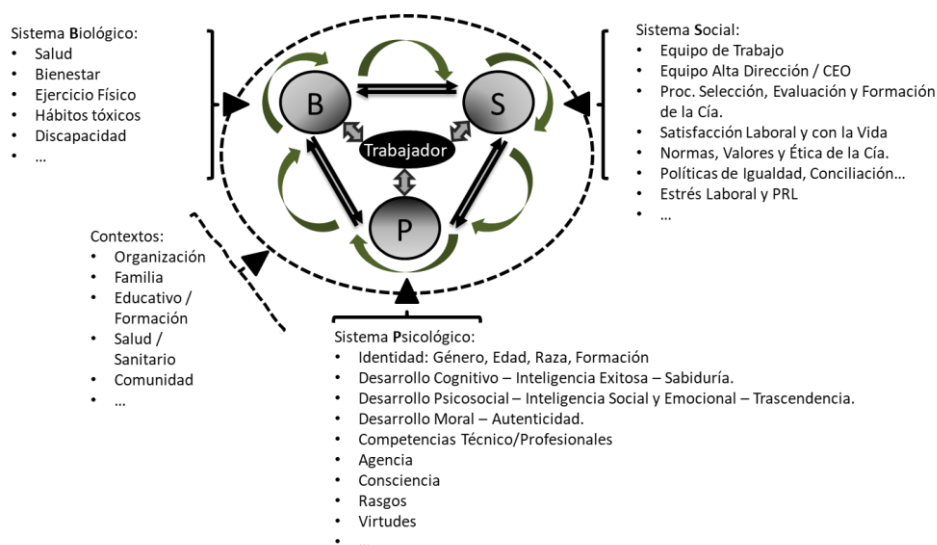 Sistema Biológico:
• Salud
• Bienestar
• Ejercicio Físico
• Hábitos tóxicos
• Discapacidad
• ...
B
S
Trabajador
P
Sistema Social:
• Equipo de Trabajo
• Equipo Alta Dirección / CEO
• Proc. Selección, Evaluación y Formación
de la Cía.
• Satisfacción Laboral y con la Vida
• Normas, Valores y Ética de la Cía.
• Políticas de Igualdad, Conciliación...
• Estrés Laboral y PRL
• ...
Contextos:
• Organización
• Familia
• Educativo /
Formación
• Salud /
Sanitario
• Comunidad
• ...
Sistema Psicológico:
• Identidad: Género, Edad, Raza, Formación
• Desarrollo Cognitivo – Inteligencia Exitosa – Sabiduría.
• Desarrollo Psicosocial – Inteligencia Social y Emocional – Trascendencia.
• Desarrollo Moral – Autenticidad.
• Competencias Técnico/Profesionales
• Agencia
• Consciencia
• Rasgos
• Virtudes
• ...